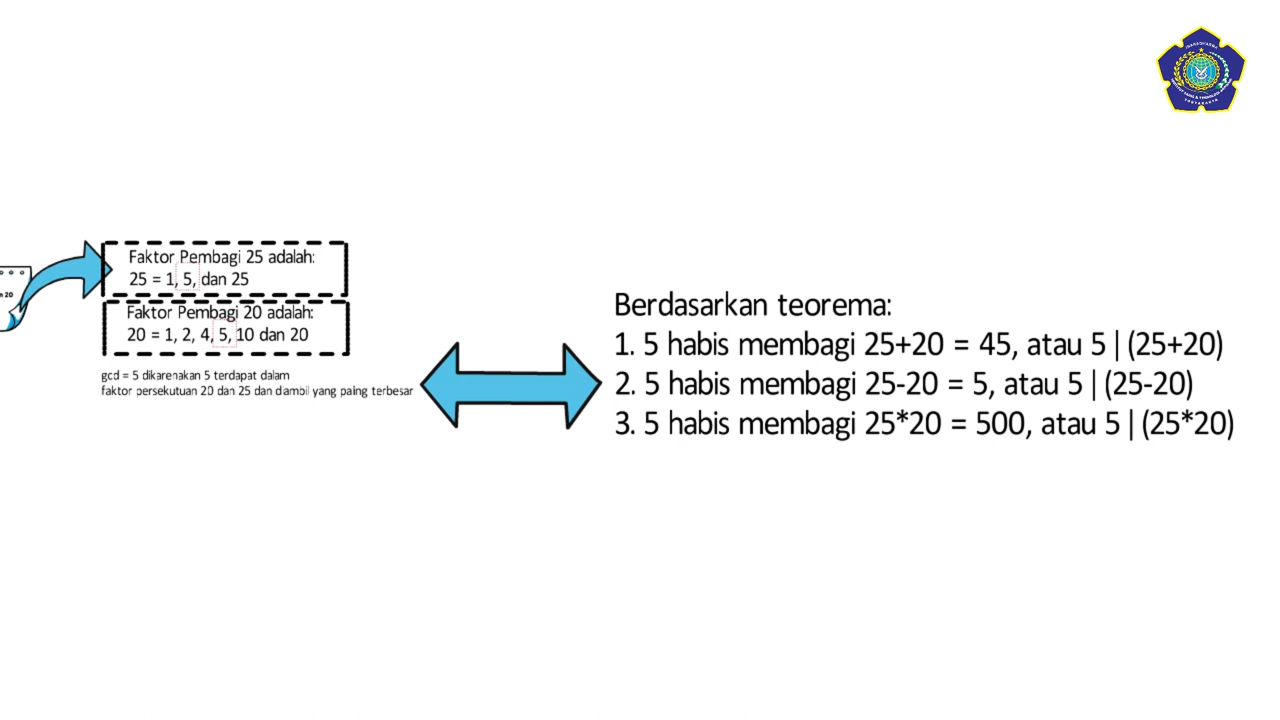 n 20
Faktor Pembagi 25 adalah:
25 = 1, 5, dan 25
Faktor Pembagi 20 adalah:
20 = 1, 2, 4, 5, 10 dan 20
gcd = 5 dikarenakan 5 terdapat dalam
faktor persekutuan 20 dan 25 dan diambil yang paing terbesar
Berdasarkan teorema:
1. 5 habis membagi 25+20 = 45, atau 5 | (25+20)
2. 5 habis membagi 25-20 = 5, atau 5 | (25-20)
3. 5 habis membagi 25*20 = 500, atau 5 | (25*20)
YOGYAKARTA